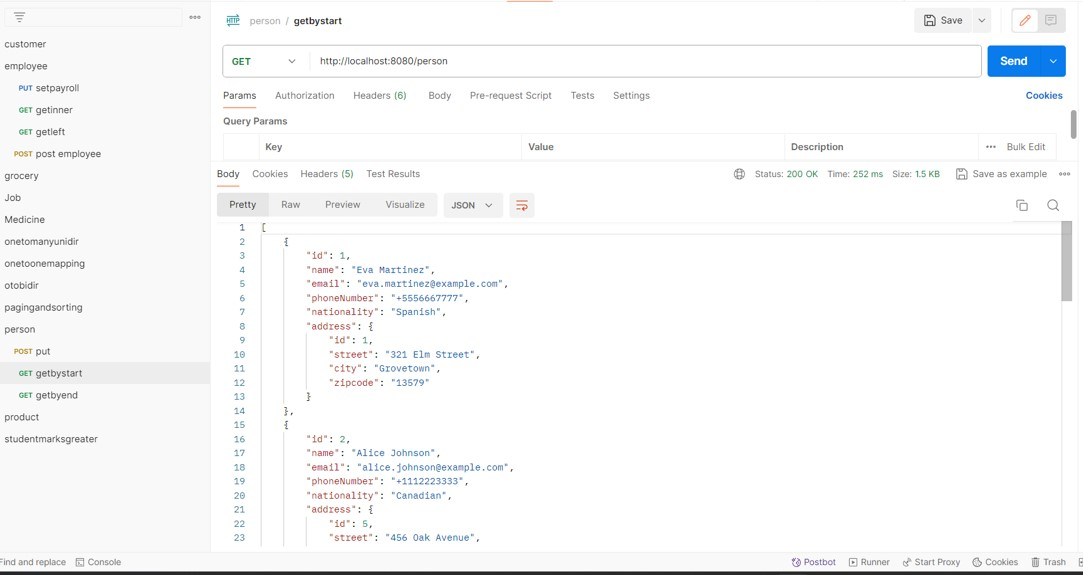 HTTP person / getbystart Save
customer
employee
PUT setpayroll
GET getinner
GET getleft
POST post employee
grocery
Job
Medicine
onetomanyunidir
onetoonemapping
otobidir
pagingandsorting
person
POST put
GET getbystart
GET getbyend
product
studentmarksgreater
GET http://localhost:8080/person Send
Params Authorization Headers (6) Body Pre-request Script Tests Settings Cookies
Query Params
Key Value Description Bulk Edit
Body Cookies Headers (5) Test Results Status: 200 OK Time: 252 ms Size: 1.5 KB Save as example
Pretty Raw Preview Visualize JSON
1 [
2 {
3 "id": 1,
4 "name": "Eva Martinez",
5 "email": "eva.martinez@example.com",
6 "phoneNumber": "+5556667777",
7 "nationality": "Spanish",
8 "address": {
9 "id": 1,
10 "street": "321 Elm Street",
11 "city": "Grovetown",
12 "zipcode": "13579"
13 }
14 },
15 {
16 "id": 2,
17 "name": "Alice Johnson",
18 "email": "alice.johnson@example.com",
19 "phoneNumber": "+1112223333",
20 "nationality": "Canadian",
21 "address": {
22 "id": 5,
23 "street": "456 Oak Avenue",
Find and replace Console Postbot Runner Start Proxy Cookies Trash